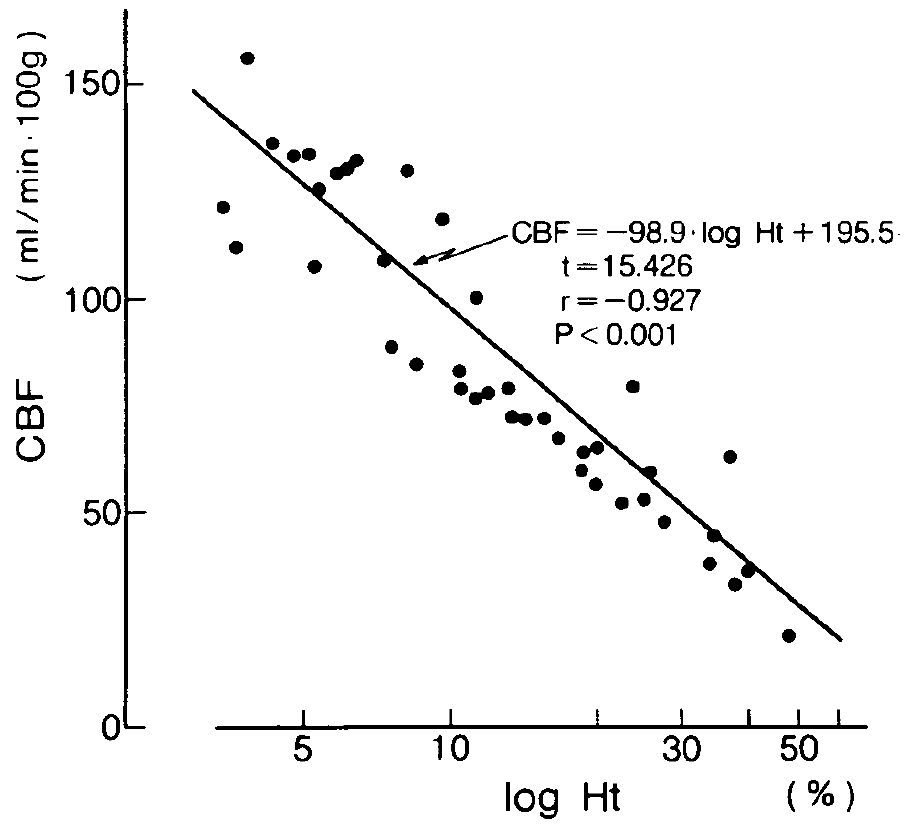 CBF (ml/min·100g)
150
100
50
0
CBF=−98.9·log Ht+195.5
t=15.426
r=−0.927
P<0.001
5 10 30 50
log Ht (%)